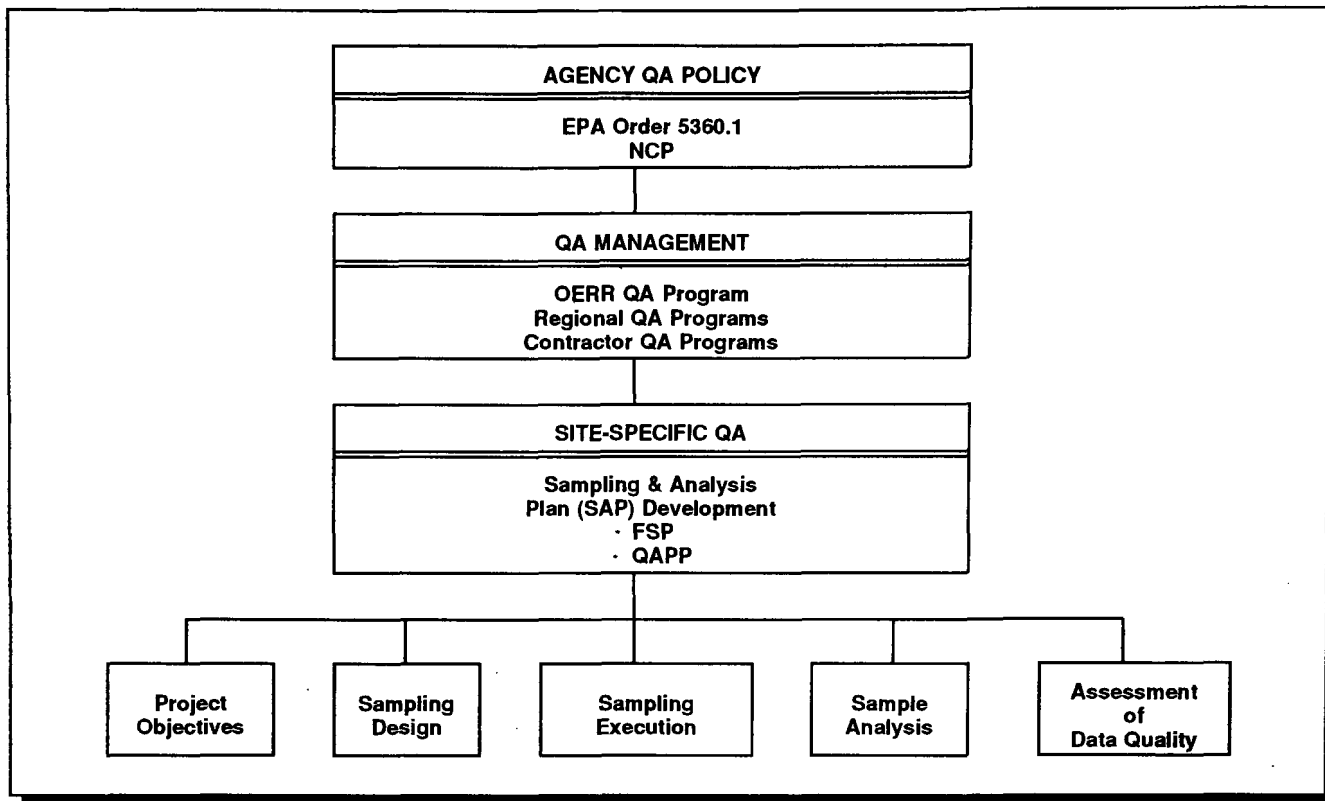 AGENCY QA POLICY
EPA Order 5360.1
NCP
QA MANAGEMENT
OERR QA Program
Regional QA Programs
Contractor QA Programs
SITE-SPECIFIC QA
Sampling & Analysis
Plan (SAP) Development
· FSP
· QAPP
Project
Objectives
Sampling
Design
Sampling
Execution
Sample
Analysis
Assessment
of
Data Quality